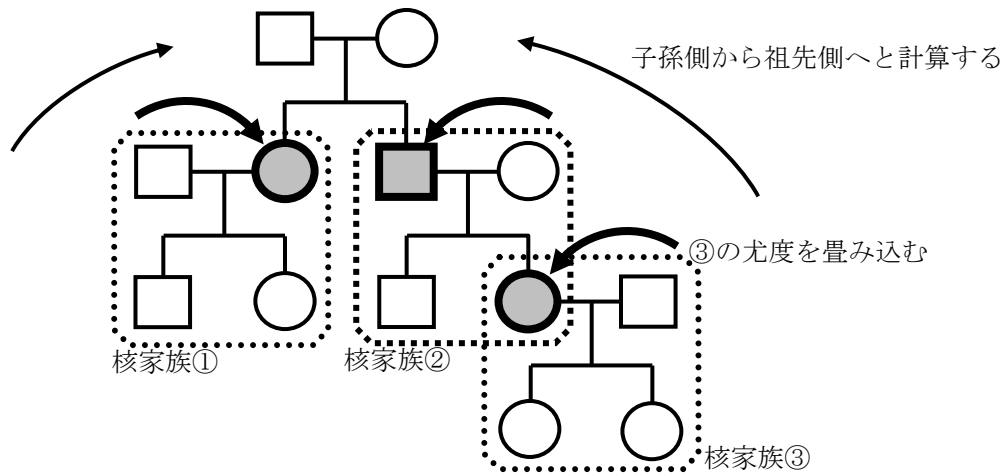 子孫側から祖先側へと計算する
③の尤度を畳み込む
核家族①
核家族②
核家族③